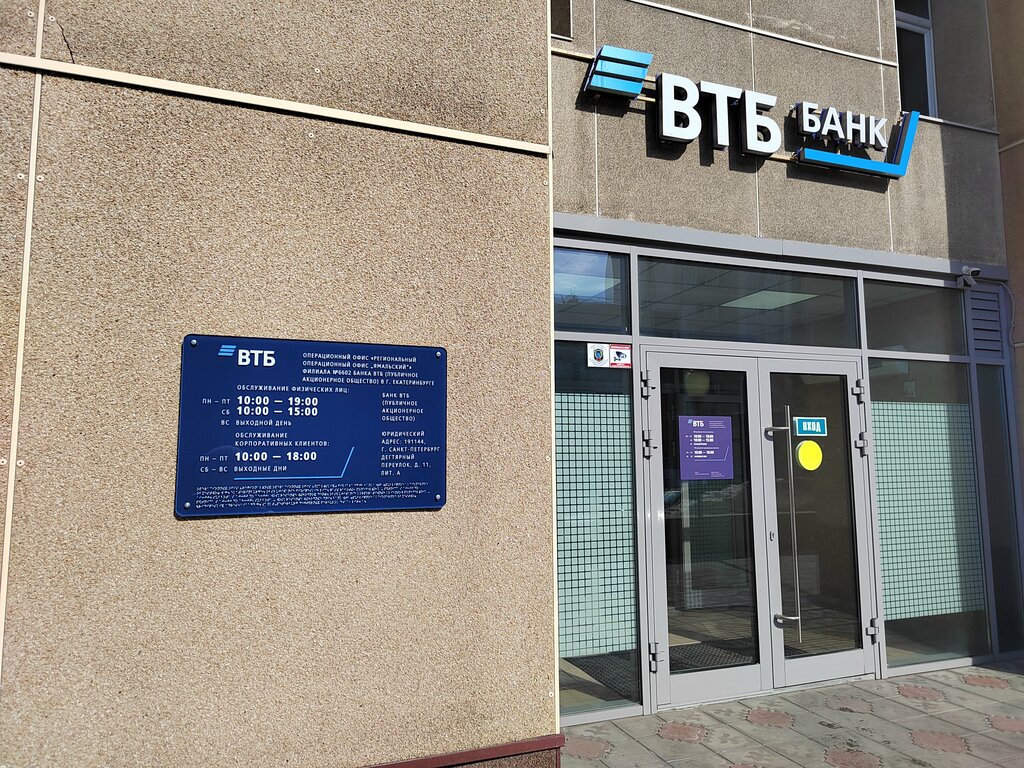 ВТБ БАНК
ВТБ
ОПЕРАЦИОННЫЙ ОФИС «РЕГИОНАЛЬНЫЙ
ОПЕРАЦИОННЫЙ ОФИС „ЯМАЛЬСКИЙ“»
ФИЛИАЛА №6602 БАНКА ВТБ (ПУБЛИЧНОЕ
АКЦИОНЕРНОЕ ОБЩЕСТВО) В Г. ЕКАТЕРИНБУРГЕ
ОБСЛУЖИВАНИЕ ФИЗИЧЕСКИХ ЛИЦ:
ПН – ПТ 10:00 — 19:00
СБ 10:00 — 15:00
ВС ВЫХОДНОЙ ДЕНЬ
ОБСЛУЖИВАНИЕ
КОРПОРАТИВНЫХ КЛИЕНТОВ:
ПН – ПТ 10:00 — 18:00
СБ – ВС ВЫХОДНЫЕ ДНИ
БАНК ВТБ
(ПУБЛИЧНОЕ
АКЦИОНЕРНОЕ
ОБЩЕСТВО)
ЮРИДИЧЕСКИЙ
АДРЕС: 191144,
Г. САНКТ-ПЕТЕРБУРГ
ДЕГТЯРНЫЙ
ПЕРЕУЛОК, Д. 11,
ЛИТ. А
ВТБ
ВХОД